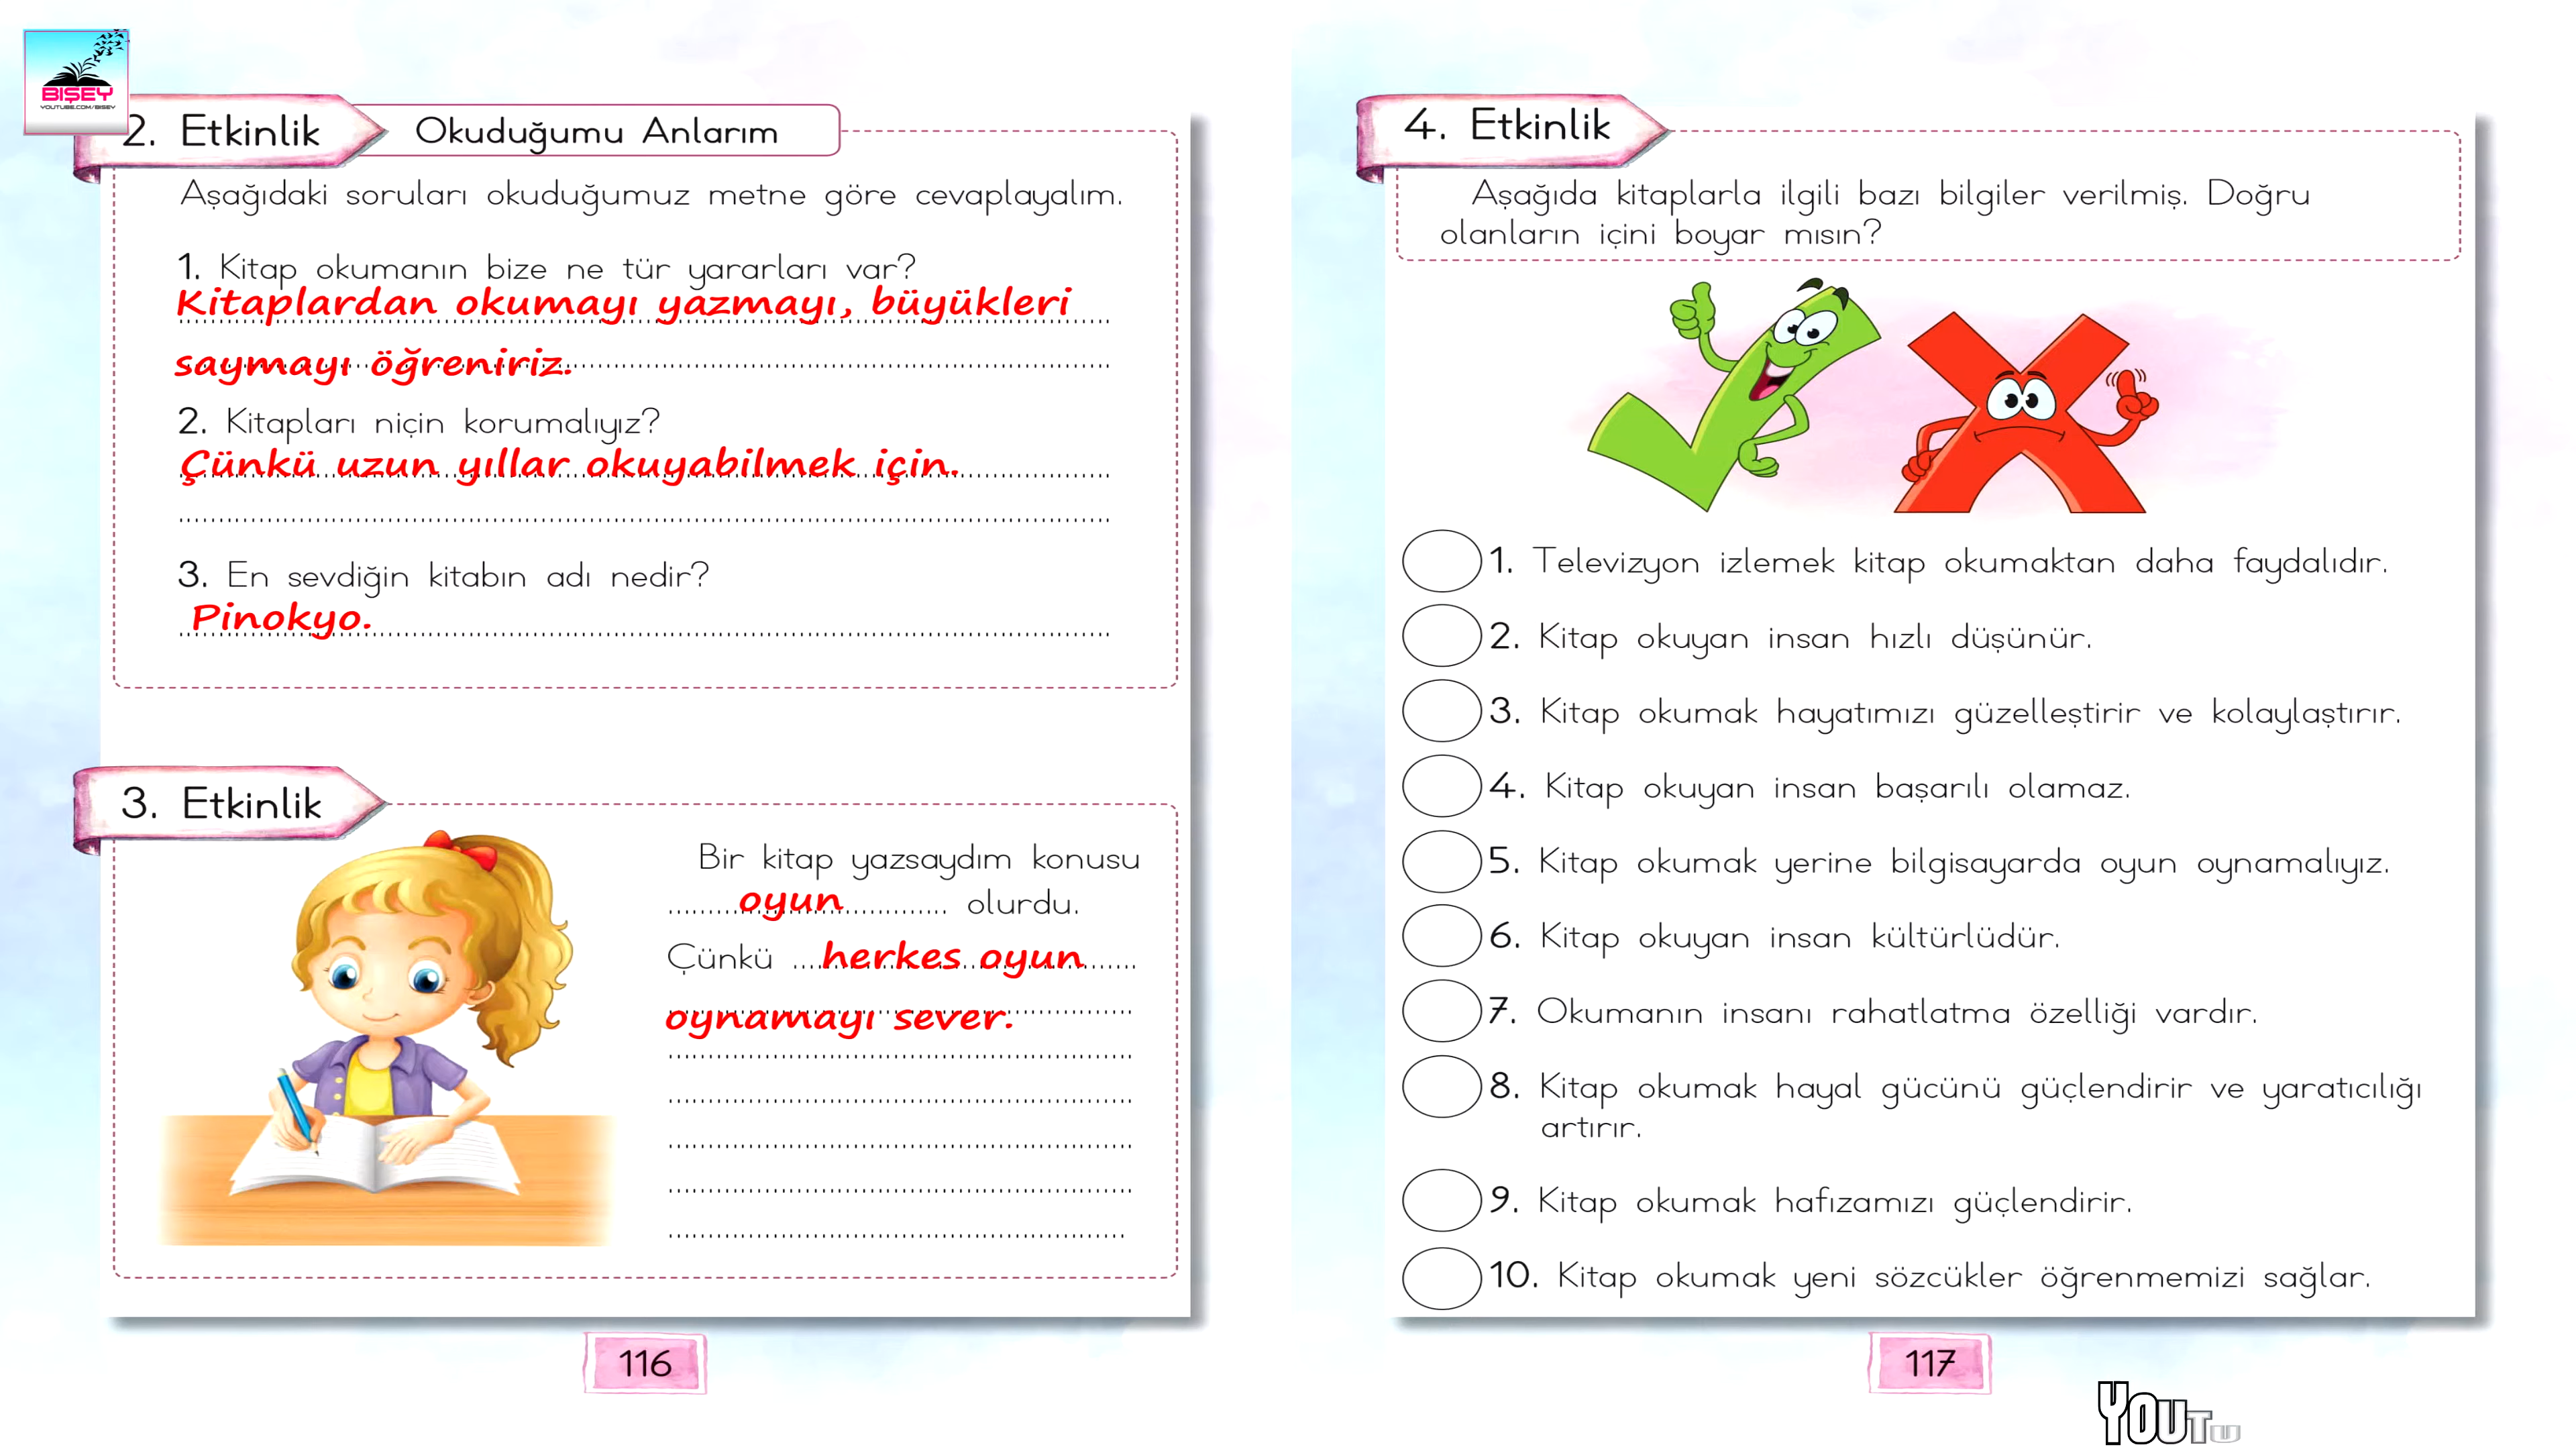 BIŞEY
YOUTUBE.COM/BISEY
2. Etkinlik
Okuduğumu Anlarım
Aşağıdaki soruları okuduğumuz metne göre cevaplayalım.
1. Kitap okumanın bize ne tür yararları var?
Kitaplardan okumayı yazmayı, büyükleri
saymayı öğreniriz.
2. Kitapları niçin korumalıyız?
Çünkü uzun yıllar okuyabilmek için.
3. En sevdiğin kitabın adı nedir?
Pinokyo.
3. Etkinlik
Bir kitap yazsaydım konusu
oyun olurdu.
Çünkü herkes oyun
oynamayı sever.
116
4. Etkinlik
Aşağıda kitaplarla ilgili bazı bilgiler verilmiş. Doğru
olanların içini boyar mısın?
1. Televizyon izlemek kitap okumaktan daha faydalıdır.
2. Kitap okuyan insan hızlı düşünür.
3. Kitap okumak hayatımızı güzelleştirir ve kolaylaştırır.
4. Kitap okuyan insan başarılı olamaz.
5. Kitap okumak yerine bilgisayarda oyun oynamalıyız.
6. Kitap okuyan insan kültürlüdür.
7. Okumanın insanı rahatlatma özelliği vardır.
8. Kitap okumak hayal gücünü güçlendirir ve yaratıcılığı
artırır.
9. Kitap okumak hafızamızı güçlendirir.
10. Kitap okumak yeni sözcükler öğrenmemizi sağlar.
117
YOUTU